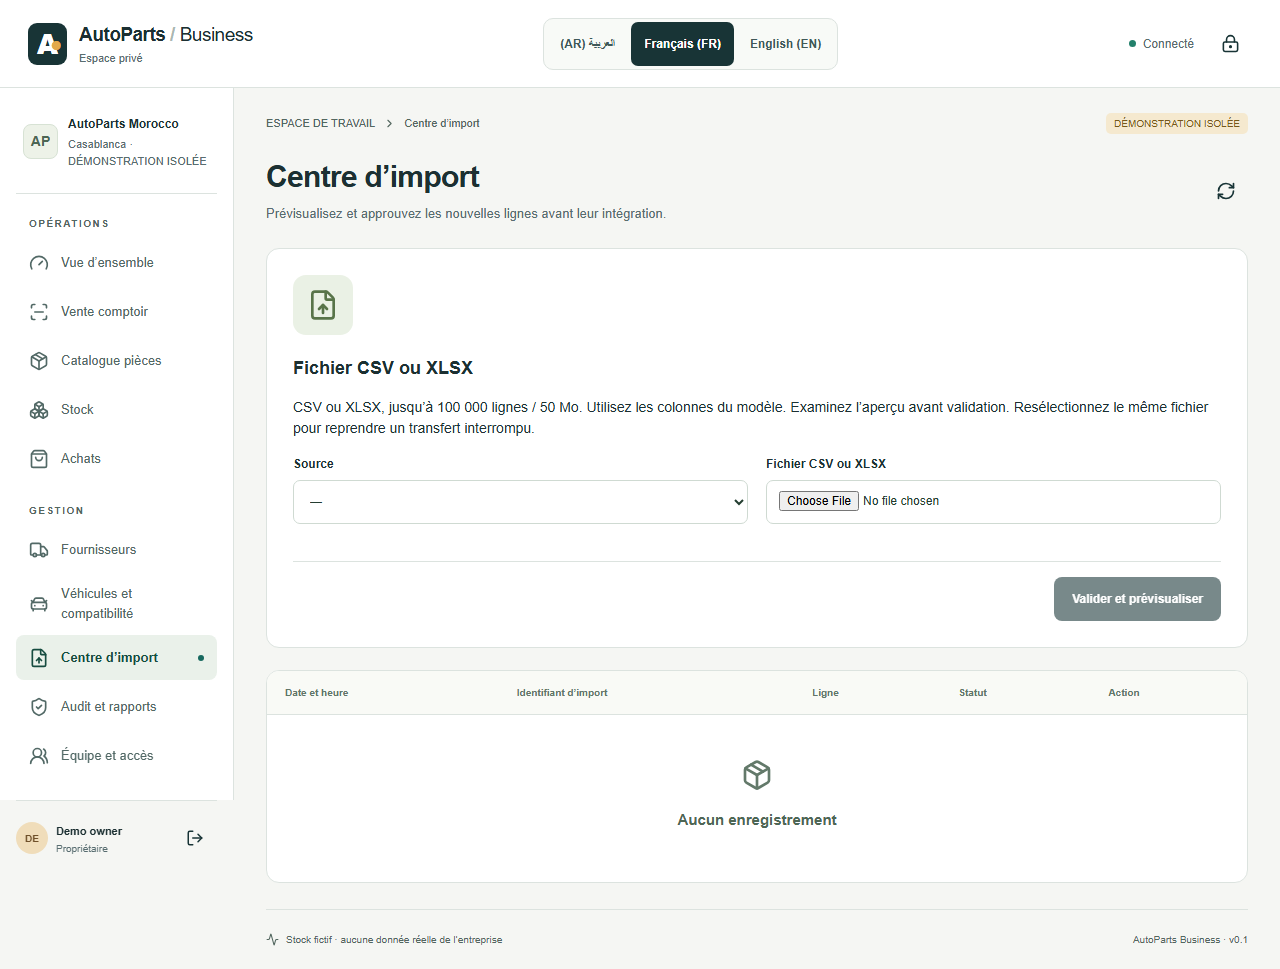 AutoParts / Business
Espace privé
العربية (AR)
Français (FR)
English (EN)
Connecté
AP
AutoParts Morocco
Casablanca ·
DÉMONSTRATION ISOLÉE
OPÉRATIONS
Vue d’ensemble
Vente comptoir
Catalogue pièces
Stock
Achats
GESTION
Fournisseurs
Véhicules et
compatibilité
Centre d’import
Audit et rapports
Équipe et accès
DE
Demo owner
Propriétaire
ESPACE DE TRAVAIL
Centre d’import
DÉMONSTRATION ISOLÉE
Centre d’import
Prévisualisez et approuvez les nouvelles lignes avant leur intégration.
Fichier CSV ou XLSX
CSV ou XLSX, jusqu’à 100 000 lignes / 50 Mo. Utilisez les colonnes du modèle. Examinez l’aperçu avant validation. Resélectionnez le même fichier
pour reprendre un transfert interrompu.
Source
—
Fichier CSV ou XLSX
Choose File No file chosen
Valider et prévisualiser
Date et heure
Identifiant d’import
Ligne
Statut
Action
Aucun enregistrement
Stock fictif · aucune donnée réelle de l’entreprise
AutoParts Business · v0.1